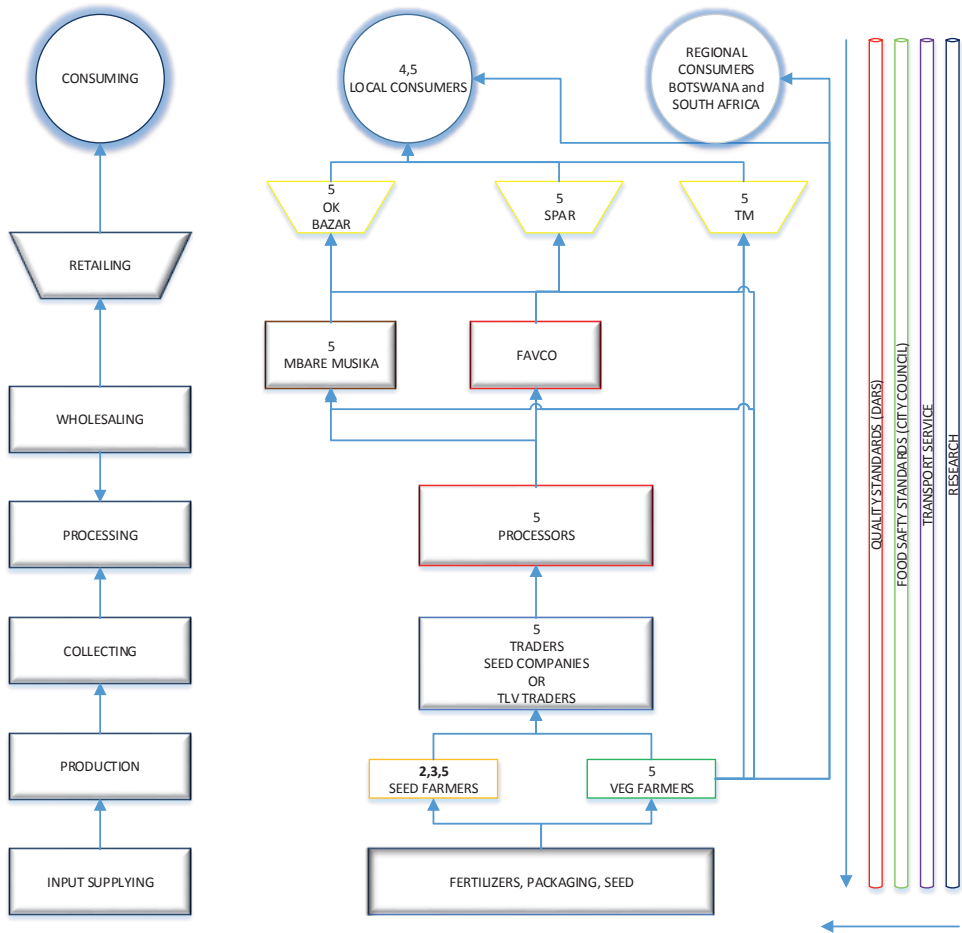 CONSUMING
4,5
LOCAL CONSUMERS
REGIONAL
CONSUMERS
BOTSWANA and
SOUTH AFRICA
5
OK
BAZAR
5
SPAR
5
TM
RETAILING
5
MBARE MUSIKA
FAVCO
WHOLESALING
PROCESSING
5
PROCESSORS
COLLECTING
5
TRADERS
SEED COMPANIES
OR
TLV TRADERS
PRODUCTION
2,3,5
SEED FARMERS
5
VEG FARMERS
INPUT SUPPLYING
FERTILIZERS, PACKAGING, SEED
QUALITY STANDARDS (DARS)
FOOD SAFTY STANDARDS (CITY COUNCIL)
TRANSPORT SERVICE
RESEARCH